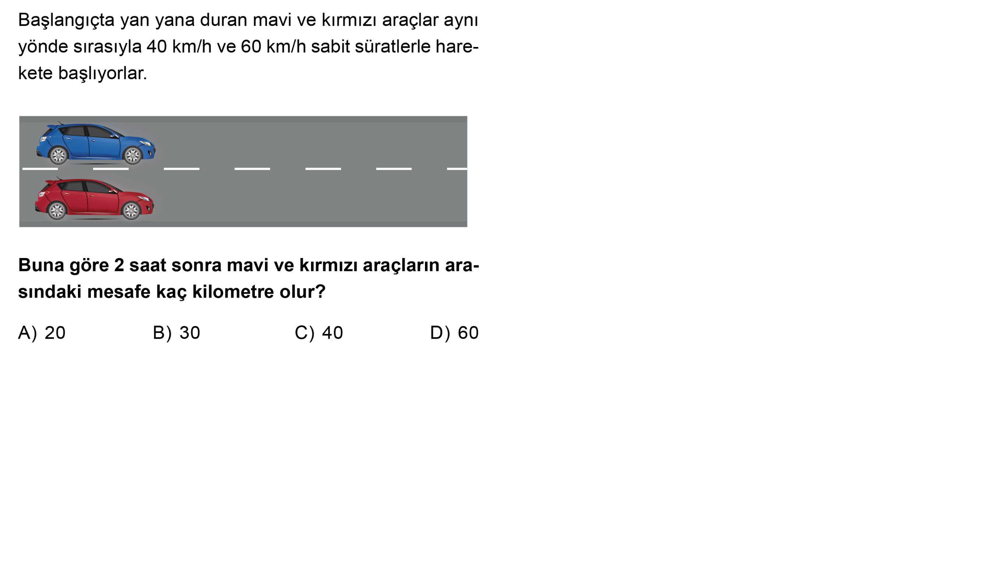 Başlangıçta yan yana duran mavi ve kırmızı araçlar aynı
yönde sırasıyla 40 km/h ve 60 km/h sabit süratlerle hare-
kete başlıyorlar.
Buna göre 2 saat sonra mavi ve kırmızı araçların ara-
sındaki mesafe kaç kilometre olur?
A) 20 B) 30 C) 40 D) 60